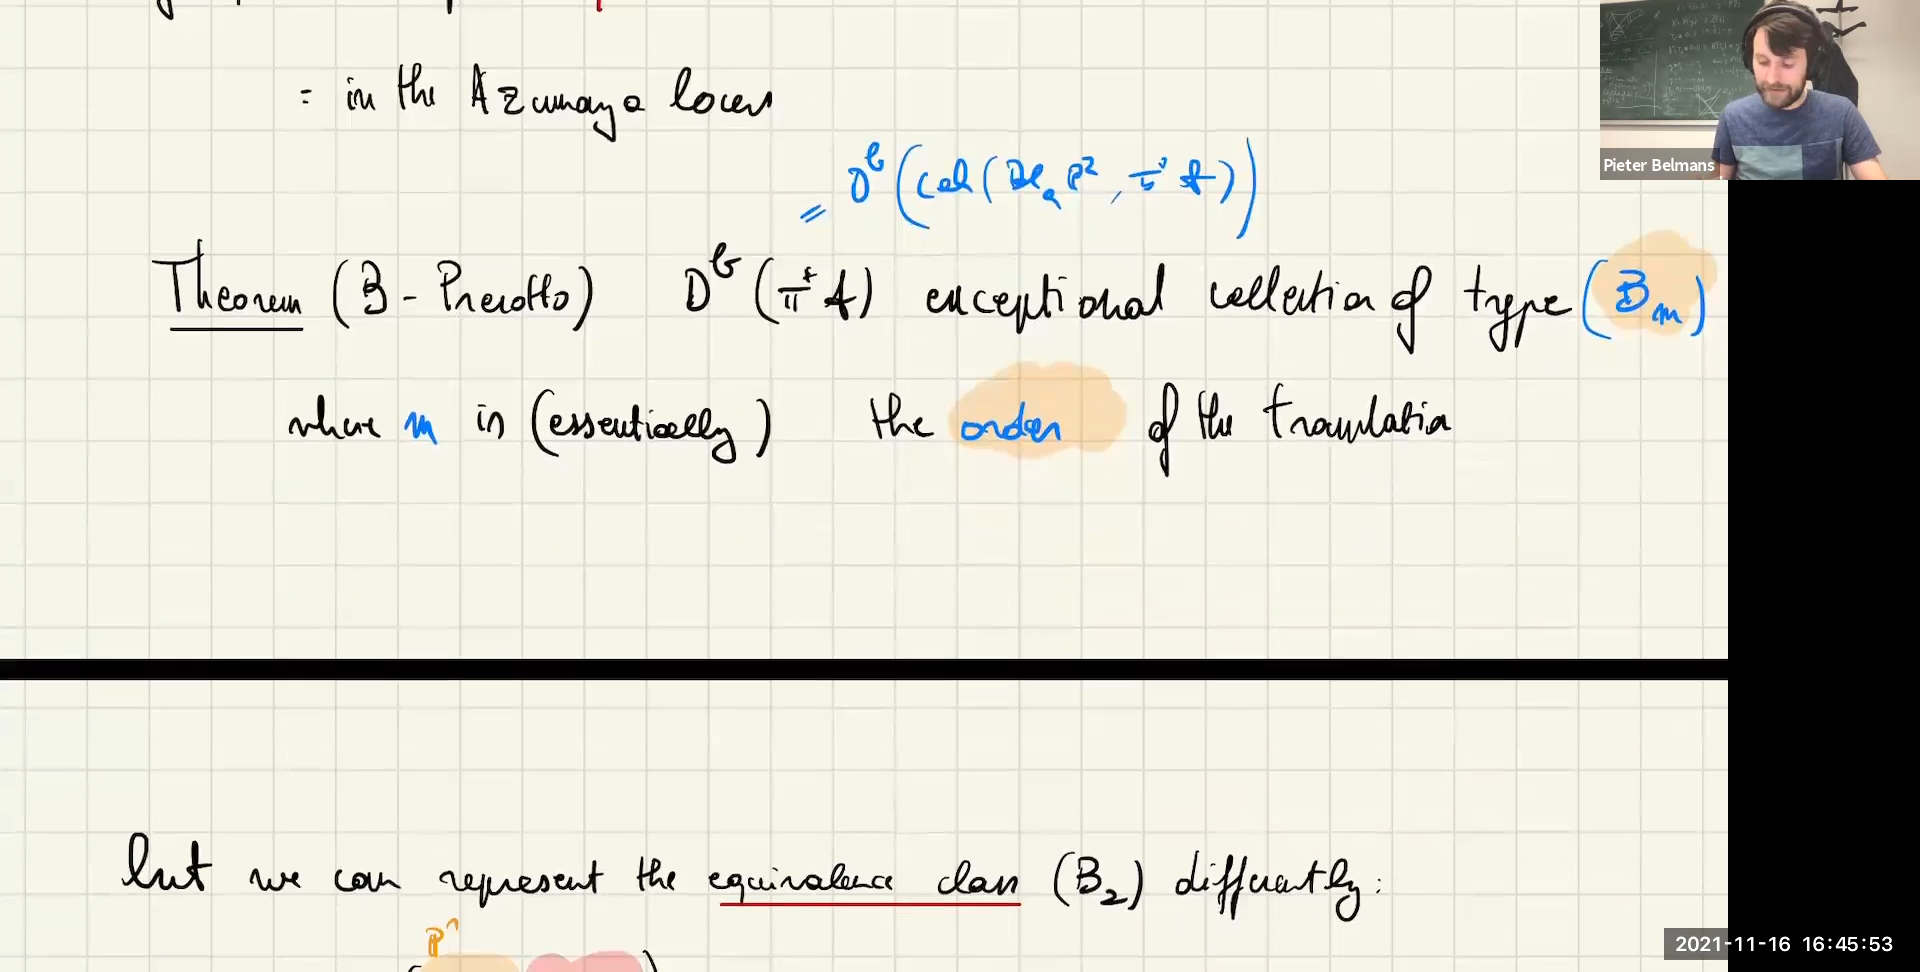 = in the Azumaya locus
= D^b(coh(Bl_a P^2, π^* A))
Theorem (B - Presotto) D^b(π^* A) exceptional collection of type (B_m)
where m is (essentially) the order of the translation
but we can represent the equivalence class (B_2) differently:
Pieter Belmans
2021-11-16 16:45:53